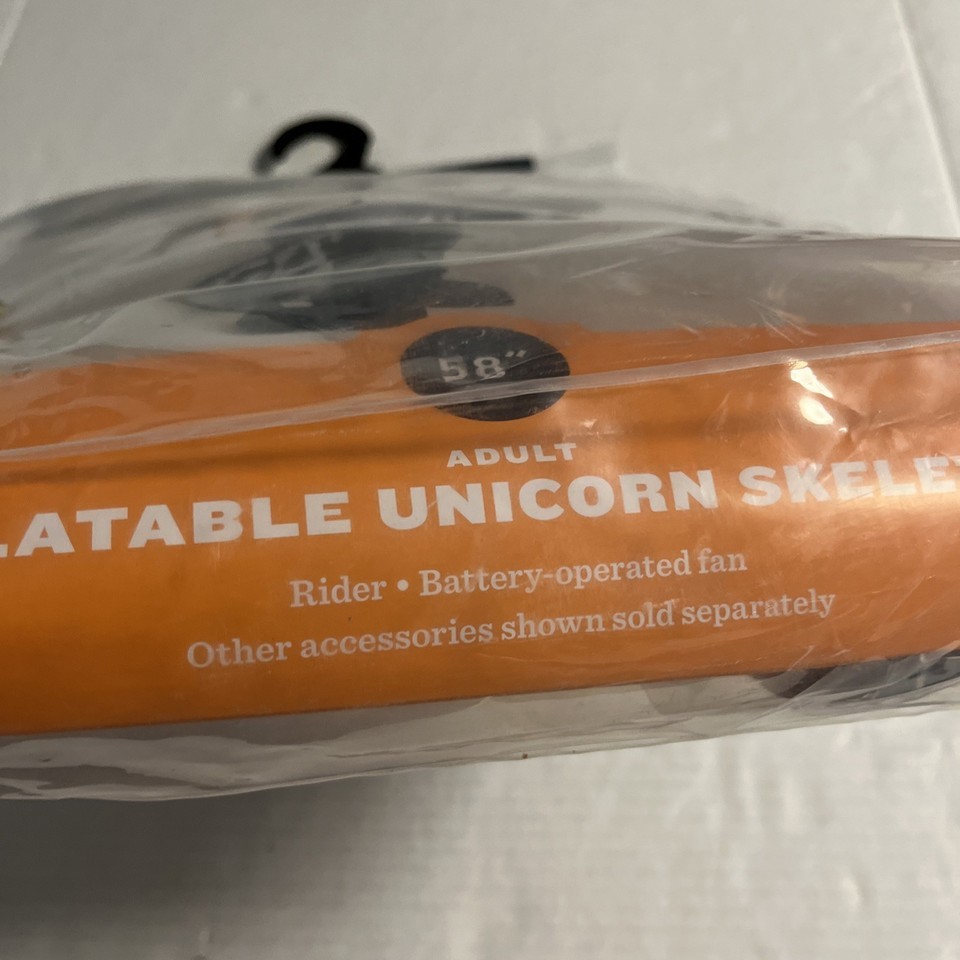 58"
ADULT
LATABLE UNICORN SKELE
Rider • Battery-operated fan
Other accessories shown sold separately